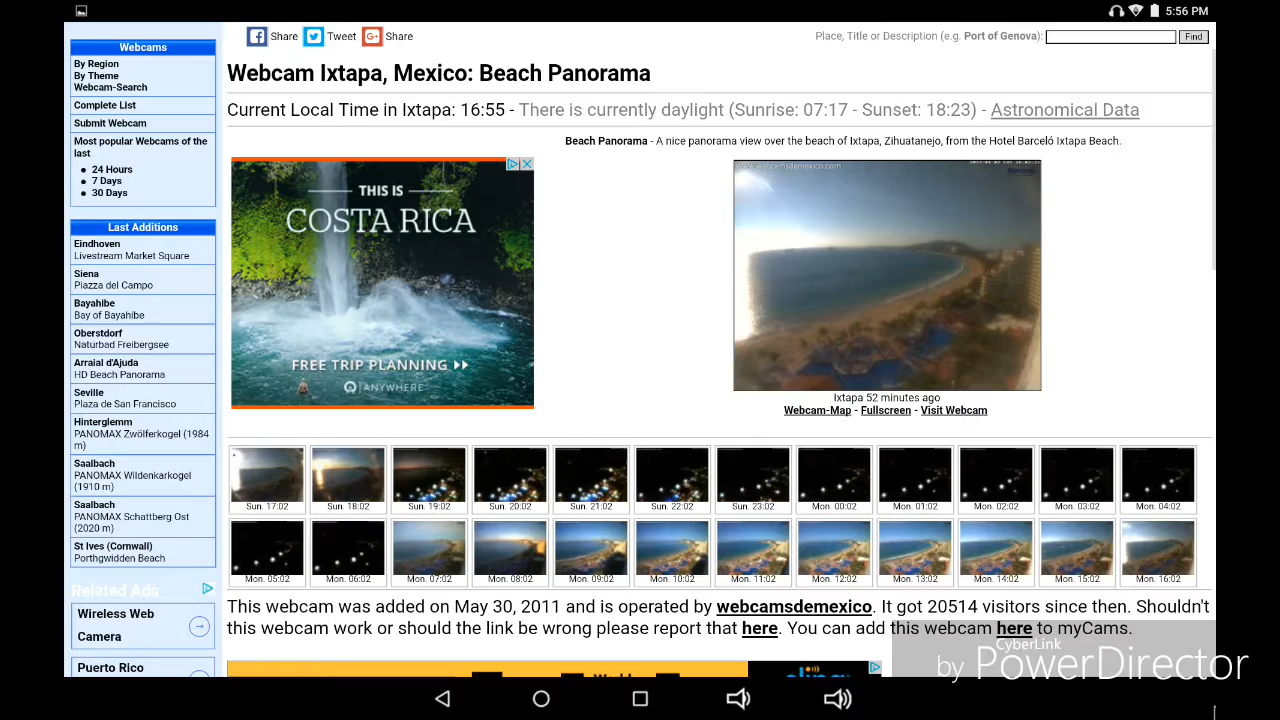 5:56 PM
Share
Tweet
Share
Place, Title or Description (e.g. Port of Genova):
Find
Webcams
By Region
By Theme
Webcam-Search
Complete List
Submit Webcam
Most popular Webcams of the
last
24 Hours
7 Days
30 Days
Last Additions
Eindhoven
Livestream Market Square
Siena
Piazza del Campo
Bayahibe
Bay of Bayahibe
Oberstdorf
Naturbad Freibergsee
Arraial d'Ajuda
HD Beach Panorama
Seville
Plaza de San Francisco
Hinterglemm
PANOMAX Zwölferkogel (1984
m)
Saalbach
PANOMAX Wildenkarkogel
(1910 m)
Saalbach
PANOMAX Schattberg Ost
(2020 m)
St Ives (Cornwall)
Porthgwidden Beach
Related Ads
Wireless Web
Camera
Puerto Rico
Webcam Ixtapa, Mexico: Beach Panorama
Current Local Time in Ixtapa: 16:55 - There is currently daylight (Sunrise: 07:17 - Sunset: 18:23) - Astronomical Data
Beach Panorama - A nice panorama view over the beach of Ixtapa, Zihuatanejo, from the Hotel Barceló Ixtapa Beach.
THIS IS
COSTA RICA
FREE TRIP PLANNING
ANYWHERE
www.webcamsdemexico.com
Ixtapa 52 minutes ago
Webcam-Map - Fullscreen - Visit Webcam
Sun. 17:02 Sun. 18:02 Sun. 19:02 Sun. 20:02 Sun. 21:02 Sun. 22:02 Sun. 23:02 Mon. 00:02 Mon. 01:02 Mon. 02:02 Mon. 03:02 Mon. 04:02
Mon. 05:02 Mon. 06:02 Mon. 07:02 Mon. 08:02 Mon. 09:02 Mon. 10:02 Mon. 11:02 Mon. 12:02 Mon. 13:02 Mon. 14:02 Mon. 15:02 Mon. 16:02
This webcam was added on May 30, 2011 and is operated by webcamsdemexico. It got 20514 visitors since then. Shouldn't
this webcam work or should the link be wrong please report that here. You can add this webcam here to myCams.
CyberLink
by PowerDirector